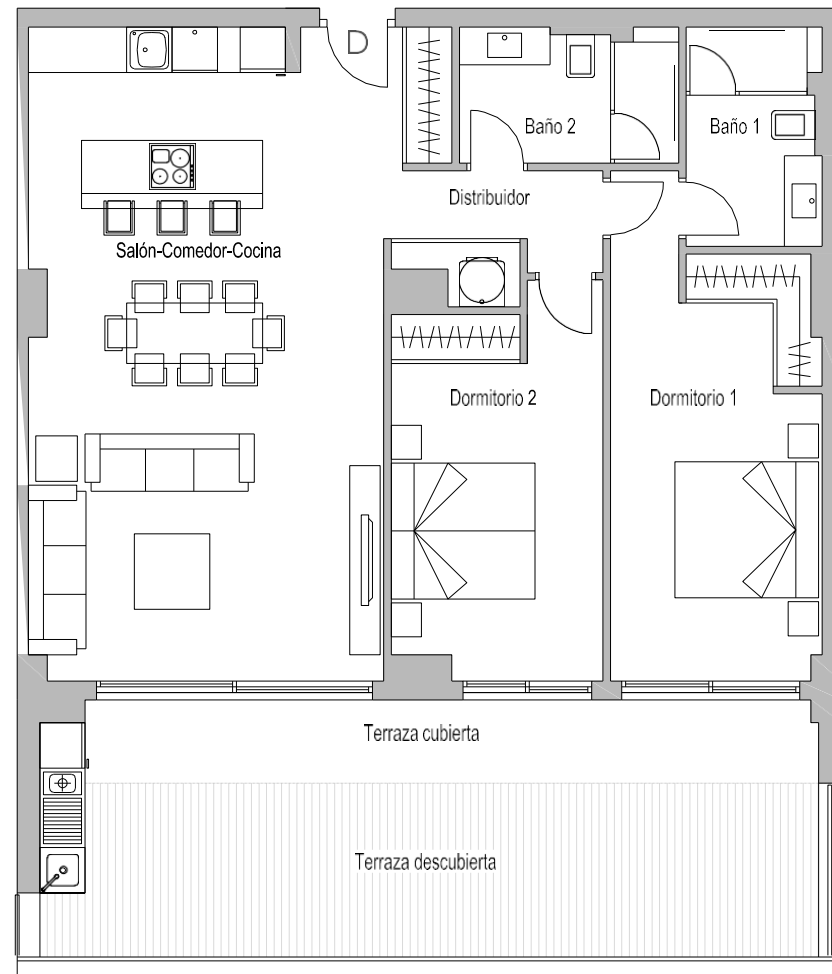 D
Baño 2
Baño 1
Distribuidor
Salón-Comedor-Cocina
Dormitorio 2
Dormitorio 1
Terraza cubierta
Terraza descubierta